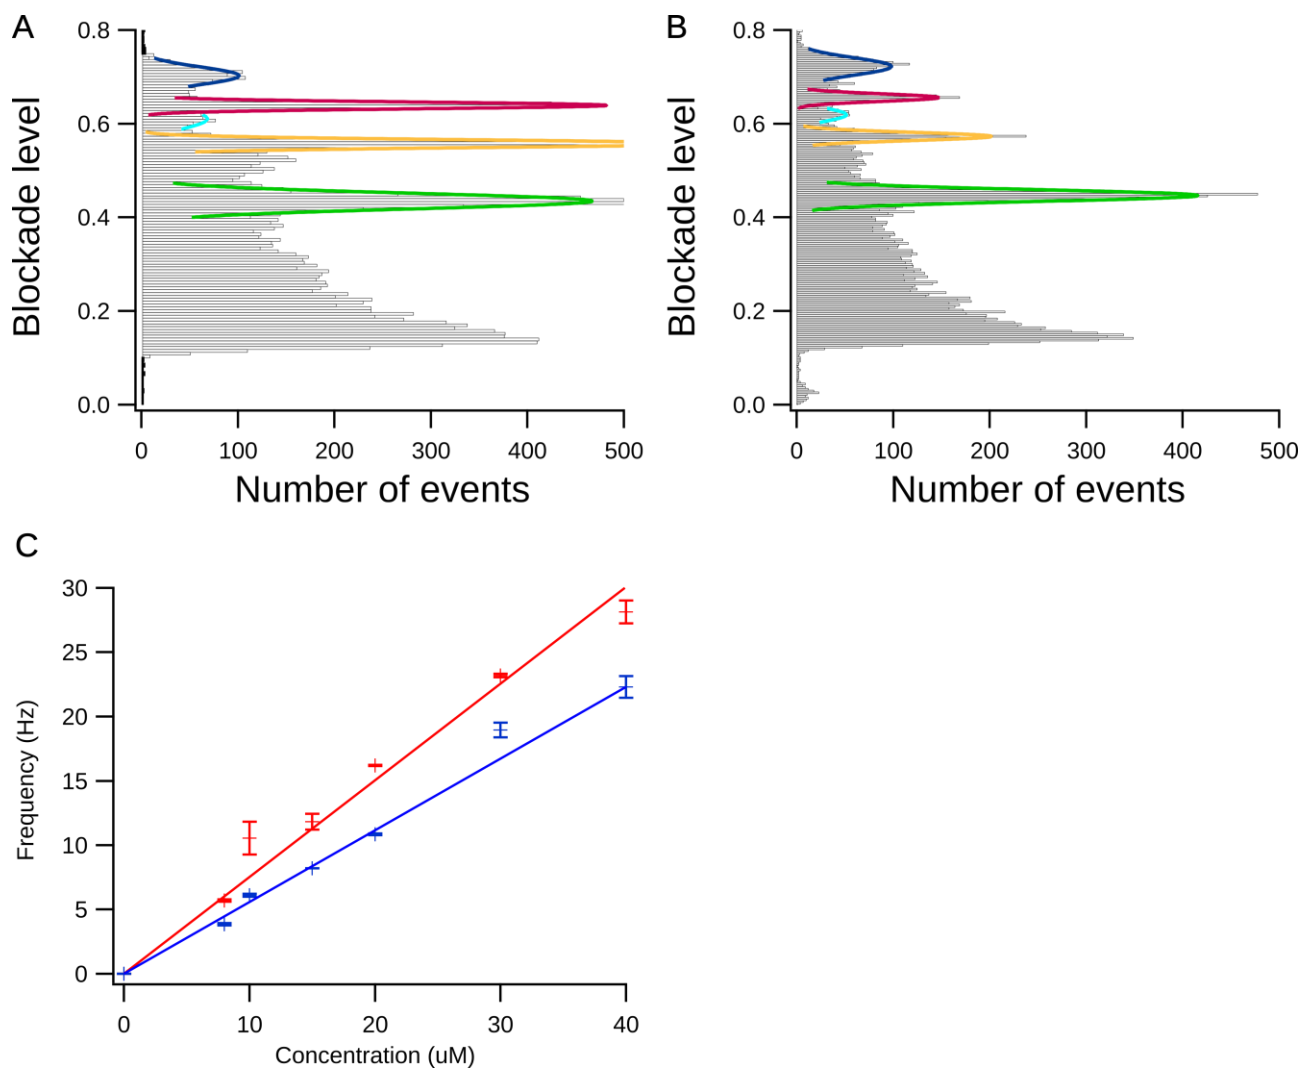 A
0.8
0.6
0.4
0.2
0.0
Blockade level
0 100 200 300 400 500
Number of events
B
0.8
0.6
0.4
0.2
0.0
Blockade level
0 100 200 300 400 500
Number of events
C
30
25
20
15
10
5
0
Frequency (Hz)
0 10 20 30 40
Concentration (uM)